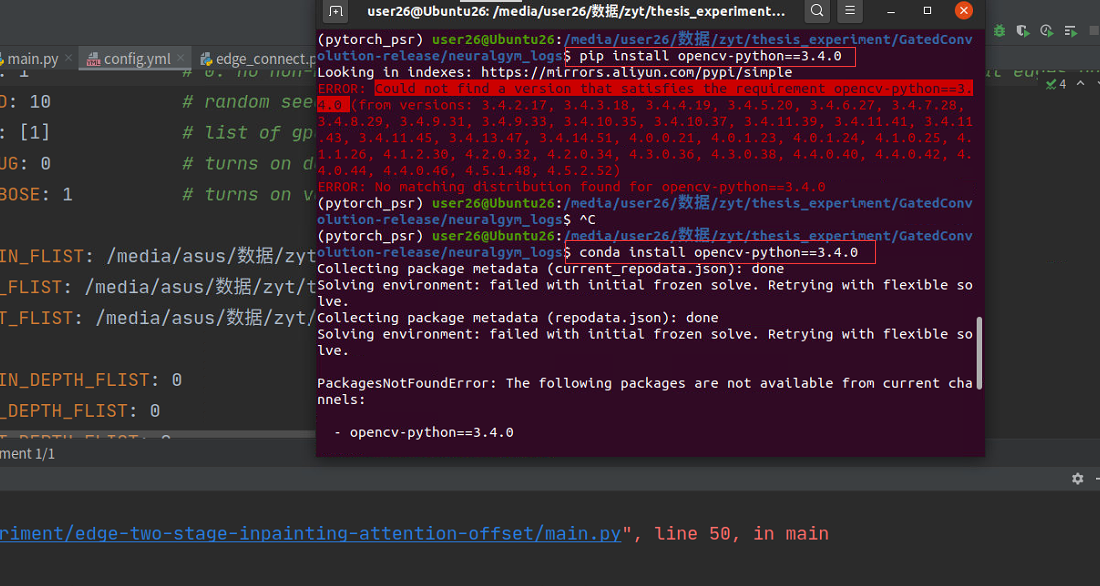 user26@Ubuntu26: /media/user26/数据/zyt/thesis_experiment...
(pytorch_psr) user26@Ubuntu26:/media/user26/数据/zyt/thesis_experiment/GatedConv
olution-release/neuralgym_logs$ pip install opencv-python==3.4.0
Looking in indexes: https://mirrors.aliyun.com/pypi/simple
ERROR: Could not find a version that satisfies the requirement opencv-python==3.
4.0 (from versions: 3.4.2.17, 3.4.3.18, 3.4.4.19, 3.4.5.20, 3.4.6.27, 3.4.7.28,
3.4.8.29, 3.4.9.31, 3.4.9.33, 3.4.10.35, 3.4.10.37, 3.4.11.39, 3.4.11.41, 3.4.11
.43, 3.4.11.45, 3.4.13.47, 3.4.14.51, 4.0.0.21, 4.0.1.23, 4.0.1.24, 4.1.0.25, 4.
1.1.26, 4.1.2.30, 4.2.0.32, 4.2.0.34, 4.3.0.36, 4.3.0.38, 4.4.0.40, 4.4.0.42, 4.
4.0.44, 4.4.0.46, 4.5.1.48, 4.5.2.52)
ERROR: No matching distribution found for opencv-python==3.4.0
(pytorch_psr) user26@Ubuntu26:/media/user26/数据/zyt/thesis_experiment/GatedConv
olution-release/neuralgym_logs$ ^C
(pytorch_psr) user26@Ubuntu26:/media/user26/数据/zyt/thesis_experiment/GatedConv
olution-release/neuralgym_logs$ conda install opencv-python==3.4.0
Collecting package metadata (current_repodata.json): done
Solving environment: failed with initial frozen solve. Retrying with flexible so
lve.
Collecting package metadata (repodata.json): done
Solving environment: failed with initial frozen solve. Retrying with flexible so
lve.
PackagesNotFoundError: The following packages are not available from current cha
nnels:
- opencv-python==3.4.0
main.py
config.yml
edge_connect.p
4
D: 10 # random see
: [1] # list of gp
UG: 0 # turns on d
BOSE: 1 # turns on v
IN_FLIST: /media/asus/数据/zyt
_FLIST: /media/asus/数据/zyt/t
T_FLIST: /media/asus/数据/zyt/
IN_DEPTH_FLIST: 0
_DEPTH_FLIST: 0
ment 1/1
riment/edge-two-stage-inpainting-attention-offset/main.py", line 50, in main